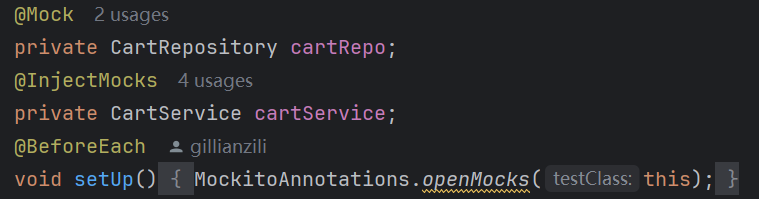 @Mock 2 usages
private CartRepository cartRepo;
@InjectMocks 4 usages
private CartService cartService;
@BeforeEach gillianzili
void setUp() { MockitoAnnotations.openMocks( testClass: this); }